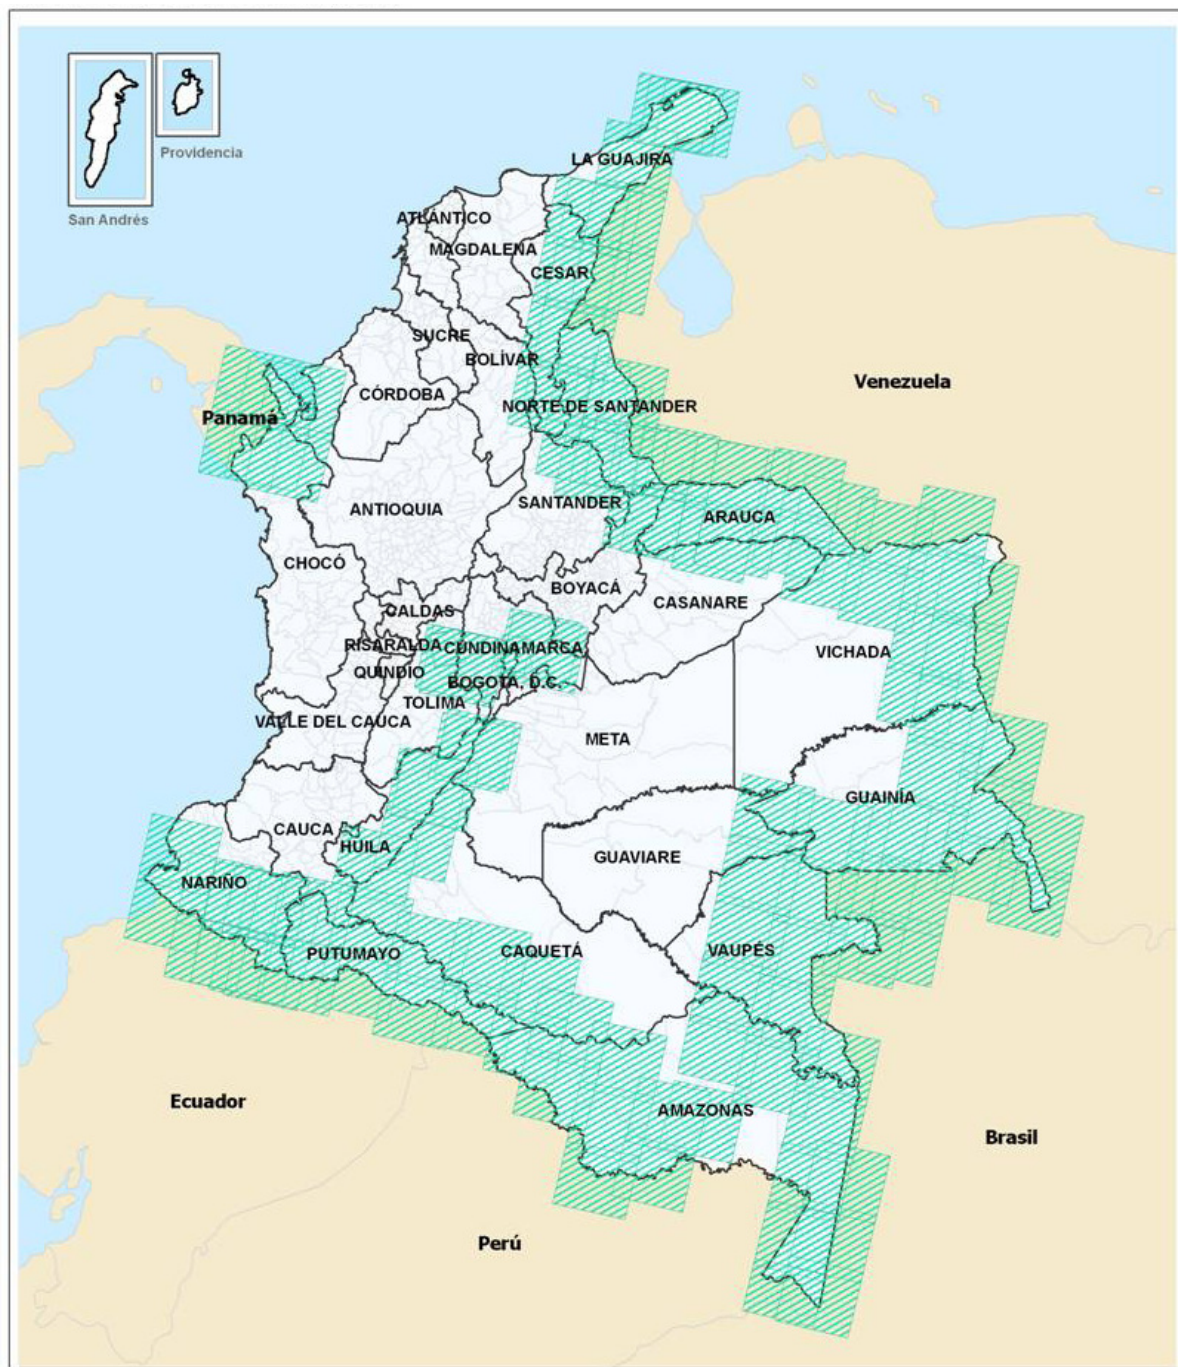 Providencia
San Andrés
LA GUAJIRA
ATLÁNTICO
MAGDALENA
CESAR
SUCRE
BOLÍVAR
Venezuela
CÓRDOBA
NORTE DE SANTANDER
Panamá
SANTANDER
ANTIOQUIA
ARAUCA
CHOCÓ
BOYACÁ
CASANARE
CALDAS
RISARALDA
CUNDINAMARCA
VICHADA
QUINDÍO
BOGOTA, D.C.
TOLIMA
VALLE DEL CAUCA
META
GUAINÍA
CAUCA
HUILA
GUAVIARE
NARIÑO
PUTUMAYO
CAQUETÁ
VAUPÉS
Ecuador
AMAZONAS
Brasil
Perú